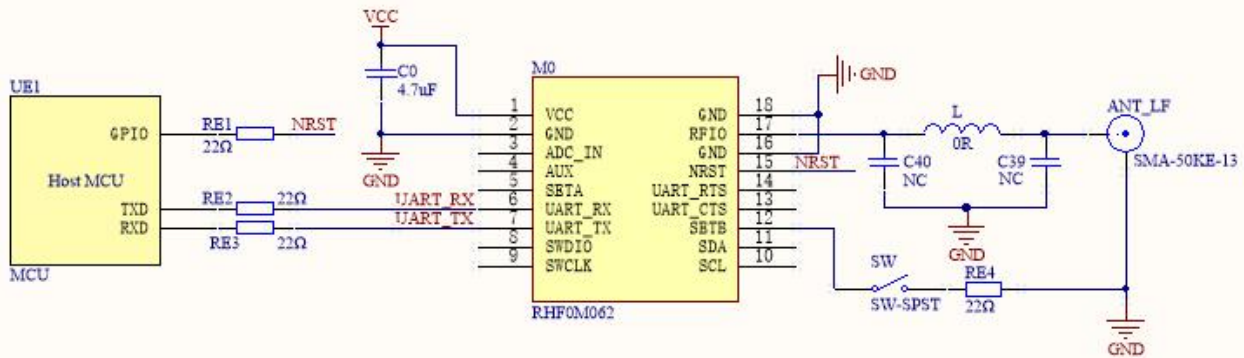 VCC
C0
4.7uF
GND
UE1
GPIO
Host MCU
TXD
RXD
MCU
RE1
22Ω
NRST
RE2
22Ω
RE3
22Ω
UART_RX
UART_TX
M0
1 VCC
2 GND
3 ADC_IN
4 AUX
5 SETA
6 UART_RX
7 UART_TX
8 SWDIO
9 SWCLK
GND 18
RFIO 17
GND 16
NRST 15
UART_RTS 14
UART_CTS 13
SBTB 12
SDA 11
SCL 10
RHF0M062
GND
NRST
L
0R
C40
NC
C39
NC
GND
ANT_LF
SMA-50KE-13
SW
SW-SPST
RE4
22Ω
GND